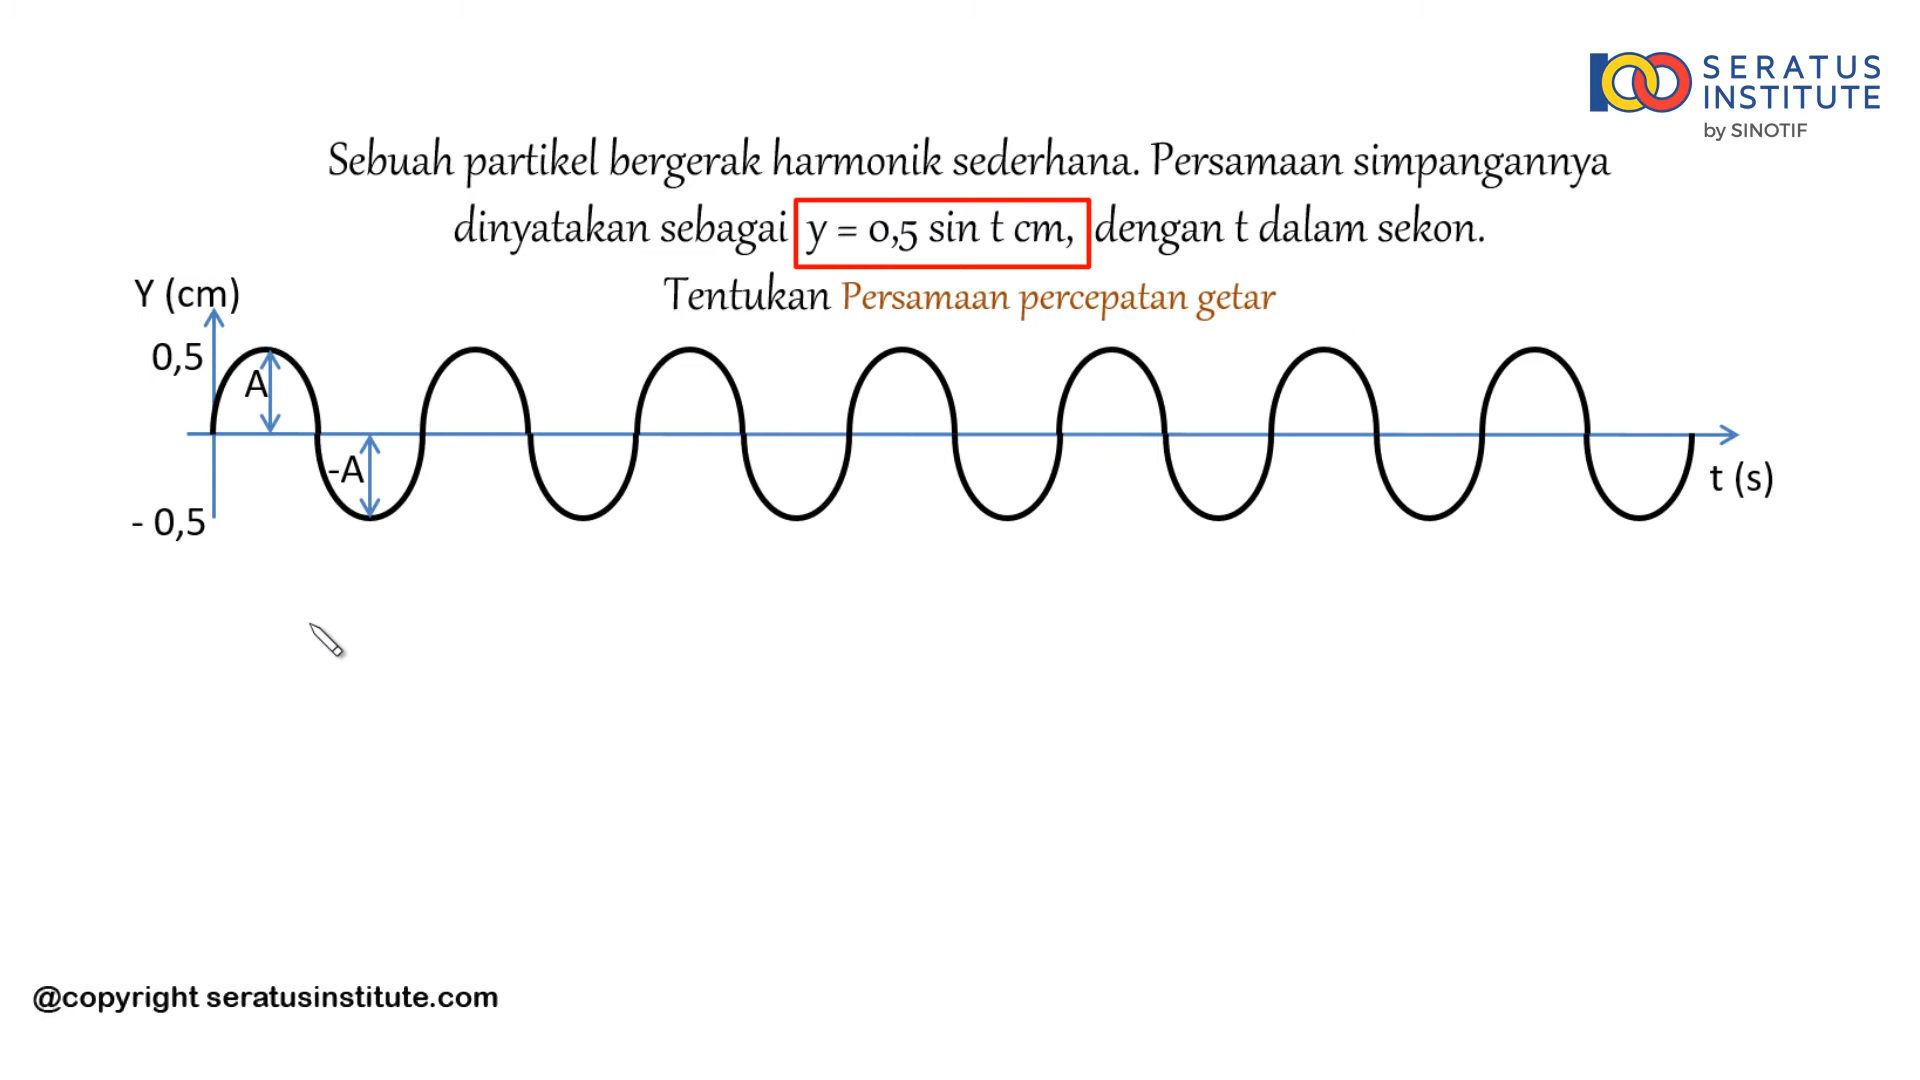 SERATUS
INSTITUTE
by SINOTIF
Sebuah partikel bergerak harmonik sederhana. Persamaan simpangannya
dinyatakan sebagai y = 0,5 sin t cm, dengan t dalam sekon.
Tentukan Persamaan percepatan getar
Y (cm)
0,5
A
-A
t (s)
- 0,5
@copyright seratusinstitute.com